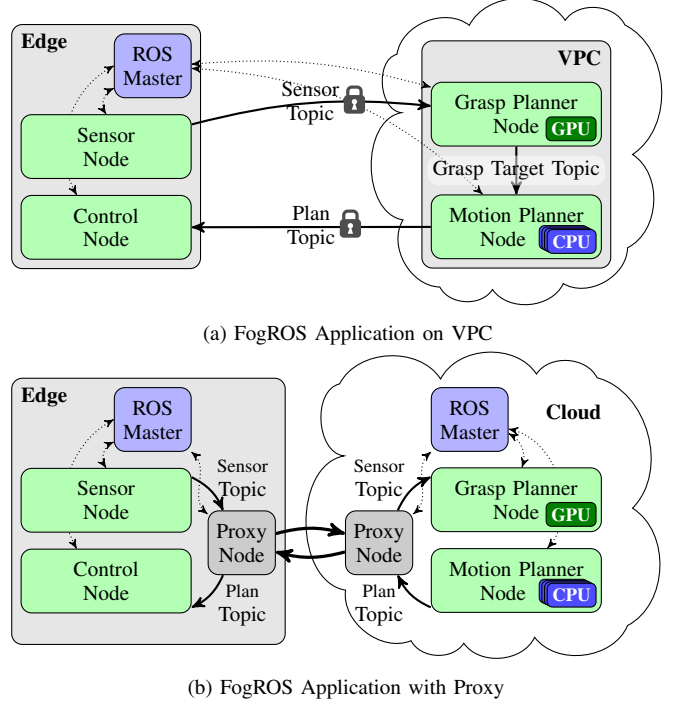 Edge
ROS
Master
VPC
Sensor
Topic
Grasp Planner
Node GPU
Sensor
Node
Grasp Target Topic
Control
Node
Plan
Topic
Motion Planner
Node CPU
(a) FogROS Application on VPC
Edge
ROS
Master
ROS
Master
Cloud
Sensor
Topic
Sensor
Topic
Sensor
Node
Grasp Planner
Node GPU
Proxy
Node
Proxy
Node
Control
Node
Motion Planner
Node CPU
Plan
Topic
Plan
Topic
(b) FogROS Application with Proxy